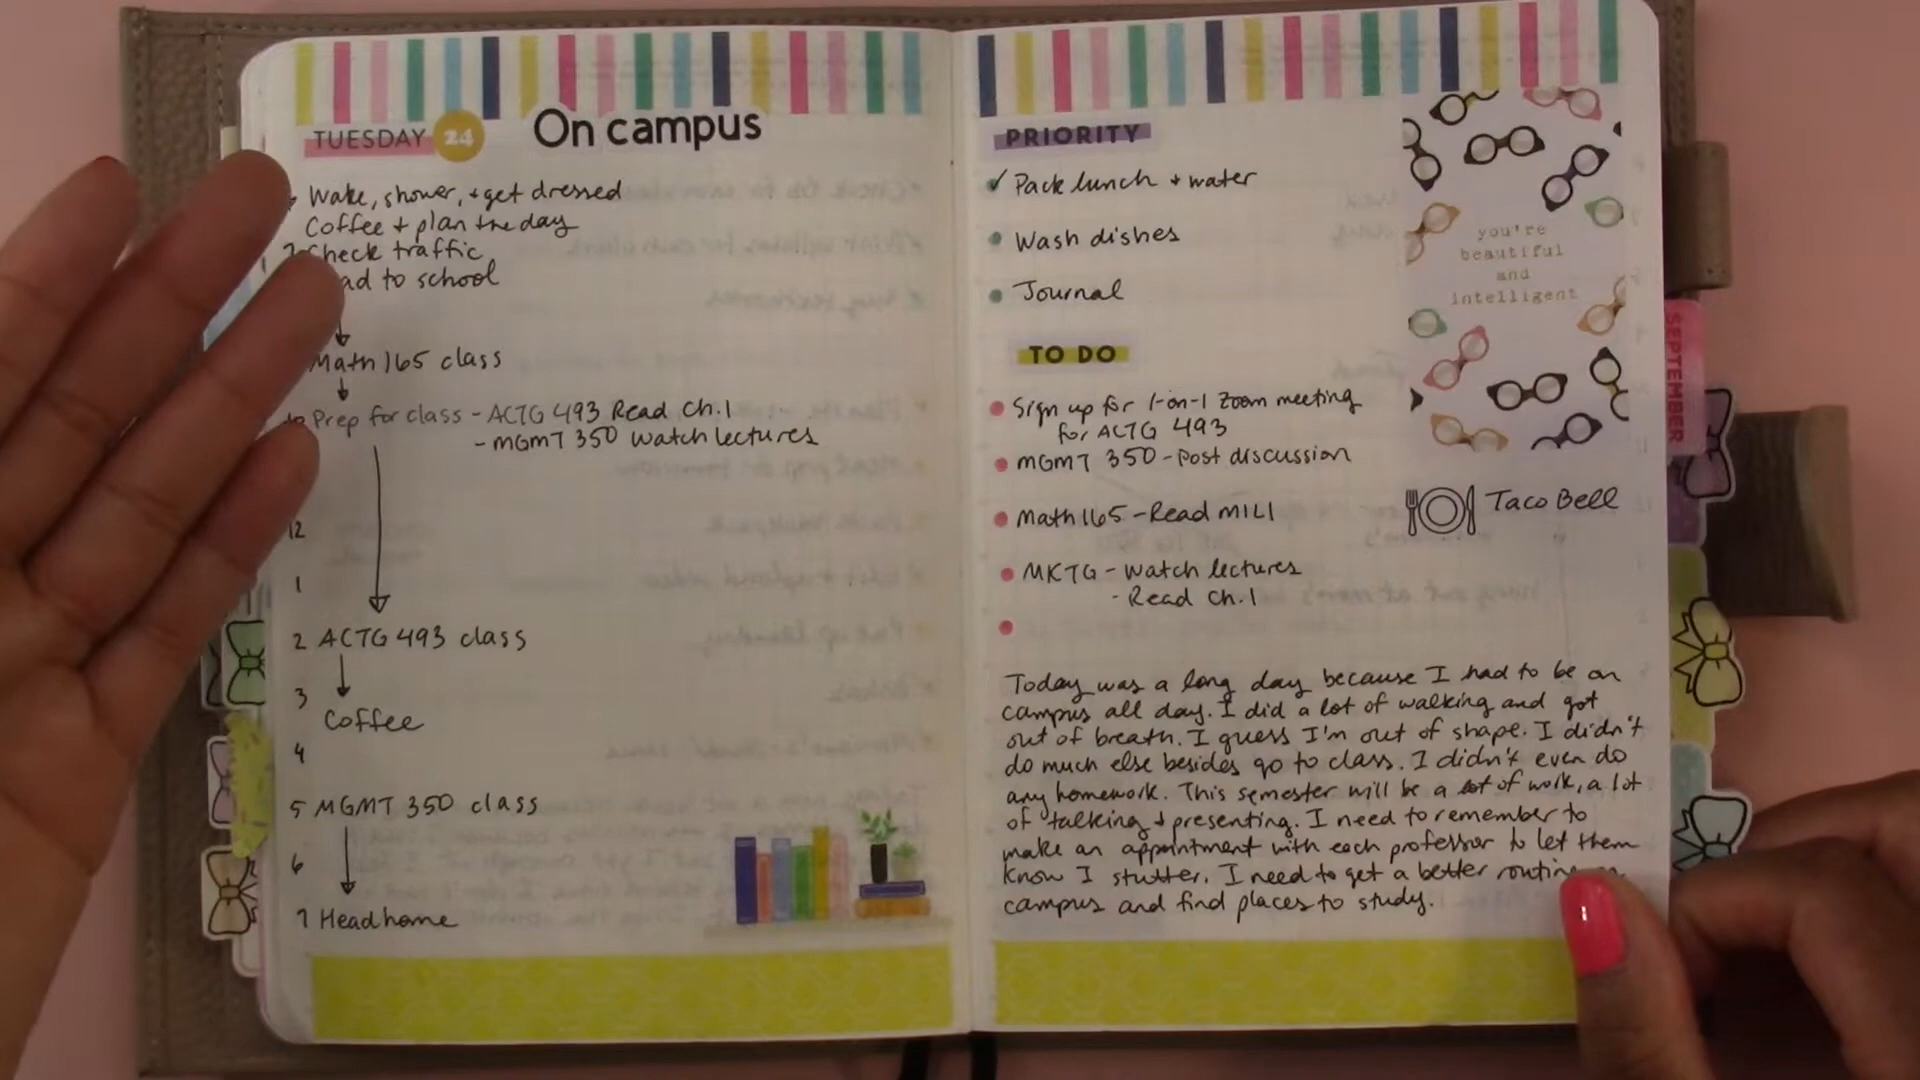 TUESDAY 24 On campus
Wake, shower, + get dressed
Coffee + plan the day
Check traffic
to school
Math 165 class
Prep for class - ACTG 493 Read Ch.1
- MGMT 350 watch lectures
12
1
2 ACTG 493 class
3
Coffee
4
5 MGMT 350 class
6
7 Head home
PRIORITY
✓ Pack lunch + water
Wash dishes
Journal
TO DO
Sign up for 1-on-1 Zoom meeting
for ACTG 493
MGMT 350 - Post discussion
Math 165 - Read M1L1
MKTG - Watch lectures
- Read Ch.1
you're
beautiful
and
intelligent
Taco Bell
Today was a long day because I had to be on
campus all day. I did a lot of walking and got
out of breath. I guess I'm out of shape. I didn't
do much else besides go to class. I didn't even do
any homework. This semester will be a lot of work, a lot
of talking + presenting. I need to remember to
make an appointment with each professor to let them
know I stutter. I need to get a better routine
campus and find places to study.
SEPTEMBER